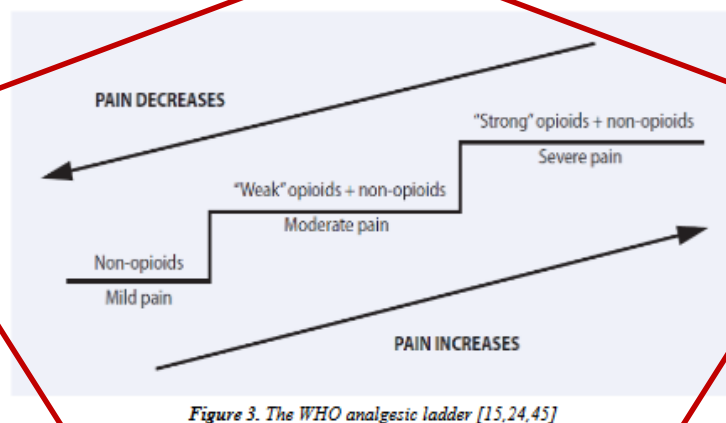 PAIN DECREASES
"Strong" opioids + non-opioids
Severe pain
"Weak" opioids + non-opioids
Moderate pain
Non-opioids
Mild pain
PAIN INCREASES
Figure 3. The WHO analgesic ladder [15,24,45]